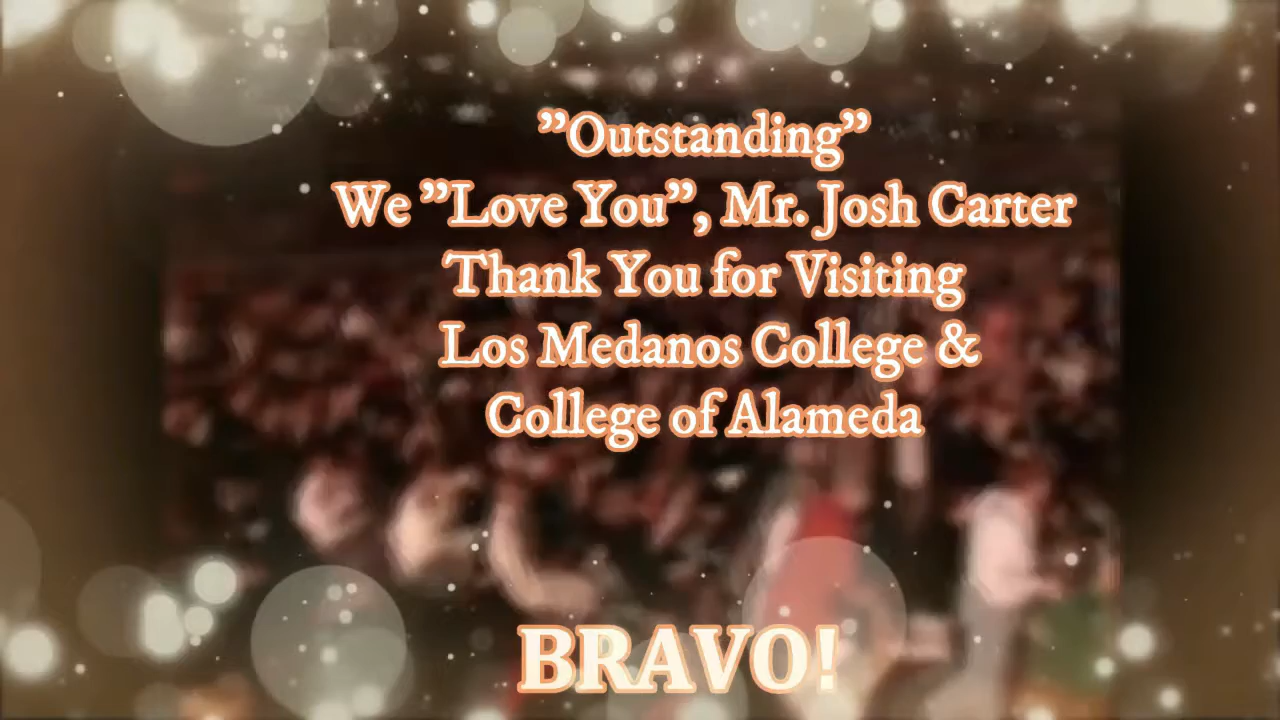 ”Outstanding”
We ”Love You”, Mr. Josh Carter
Thank You for Visiting
Los Medanos College &
College of Alameda
BRAVO!